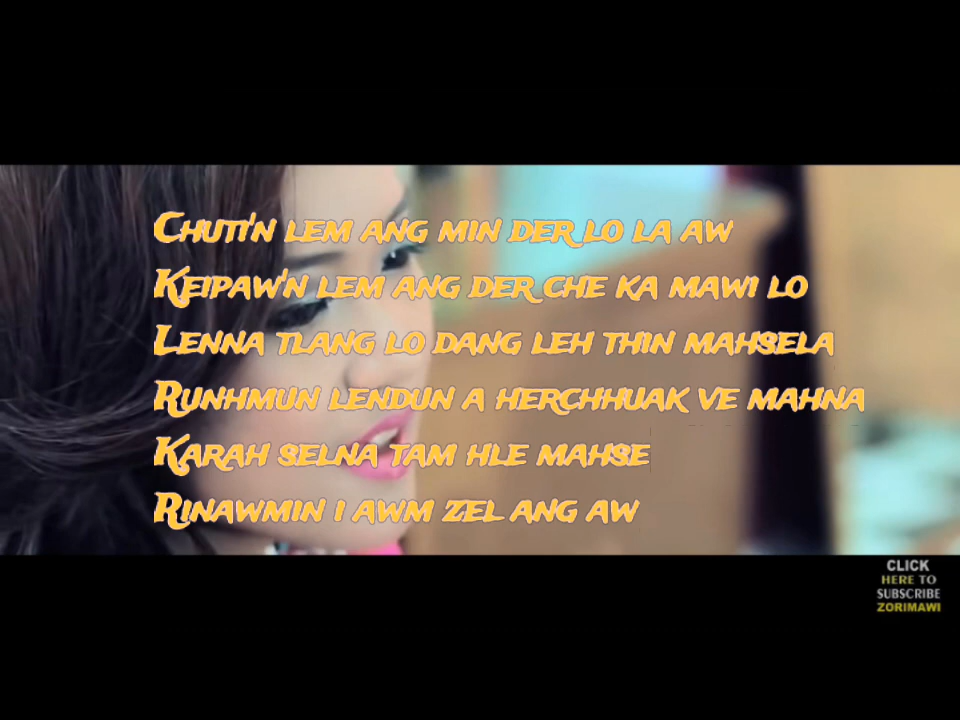 Chuti'n lem ang min der lo la aw
Keipaw'n lem ang der che ka mawi lo
Lenna tlang lo dang leh thin mahsela
Runhmun lendun a herchhuak ve mahna
Karah selna tam hle mahse
Rinawmin i awm zel ang aw
CLICK
HERE TO
SUBSCRIBE
ZORIMAWI